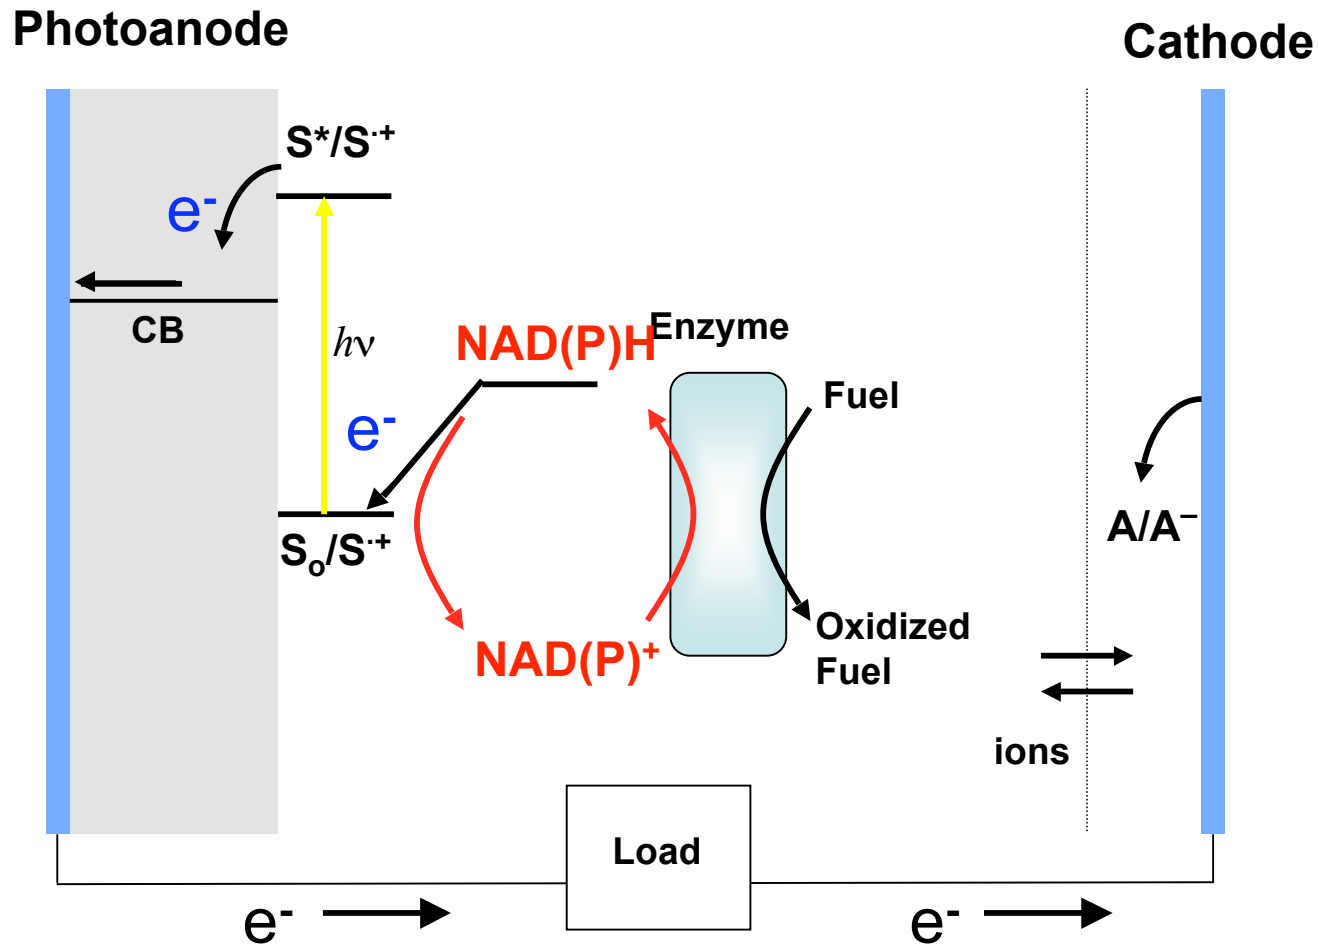 Photoanode
Cathode
S*/S·+
e-
CB
hν
NAD(P)H
Enzyme
Fuel
e-
A/A–
So/S·+
Oxidized
Fuel
NAD(P)+
ions
Load
e-
e-